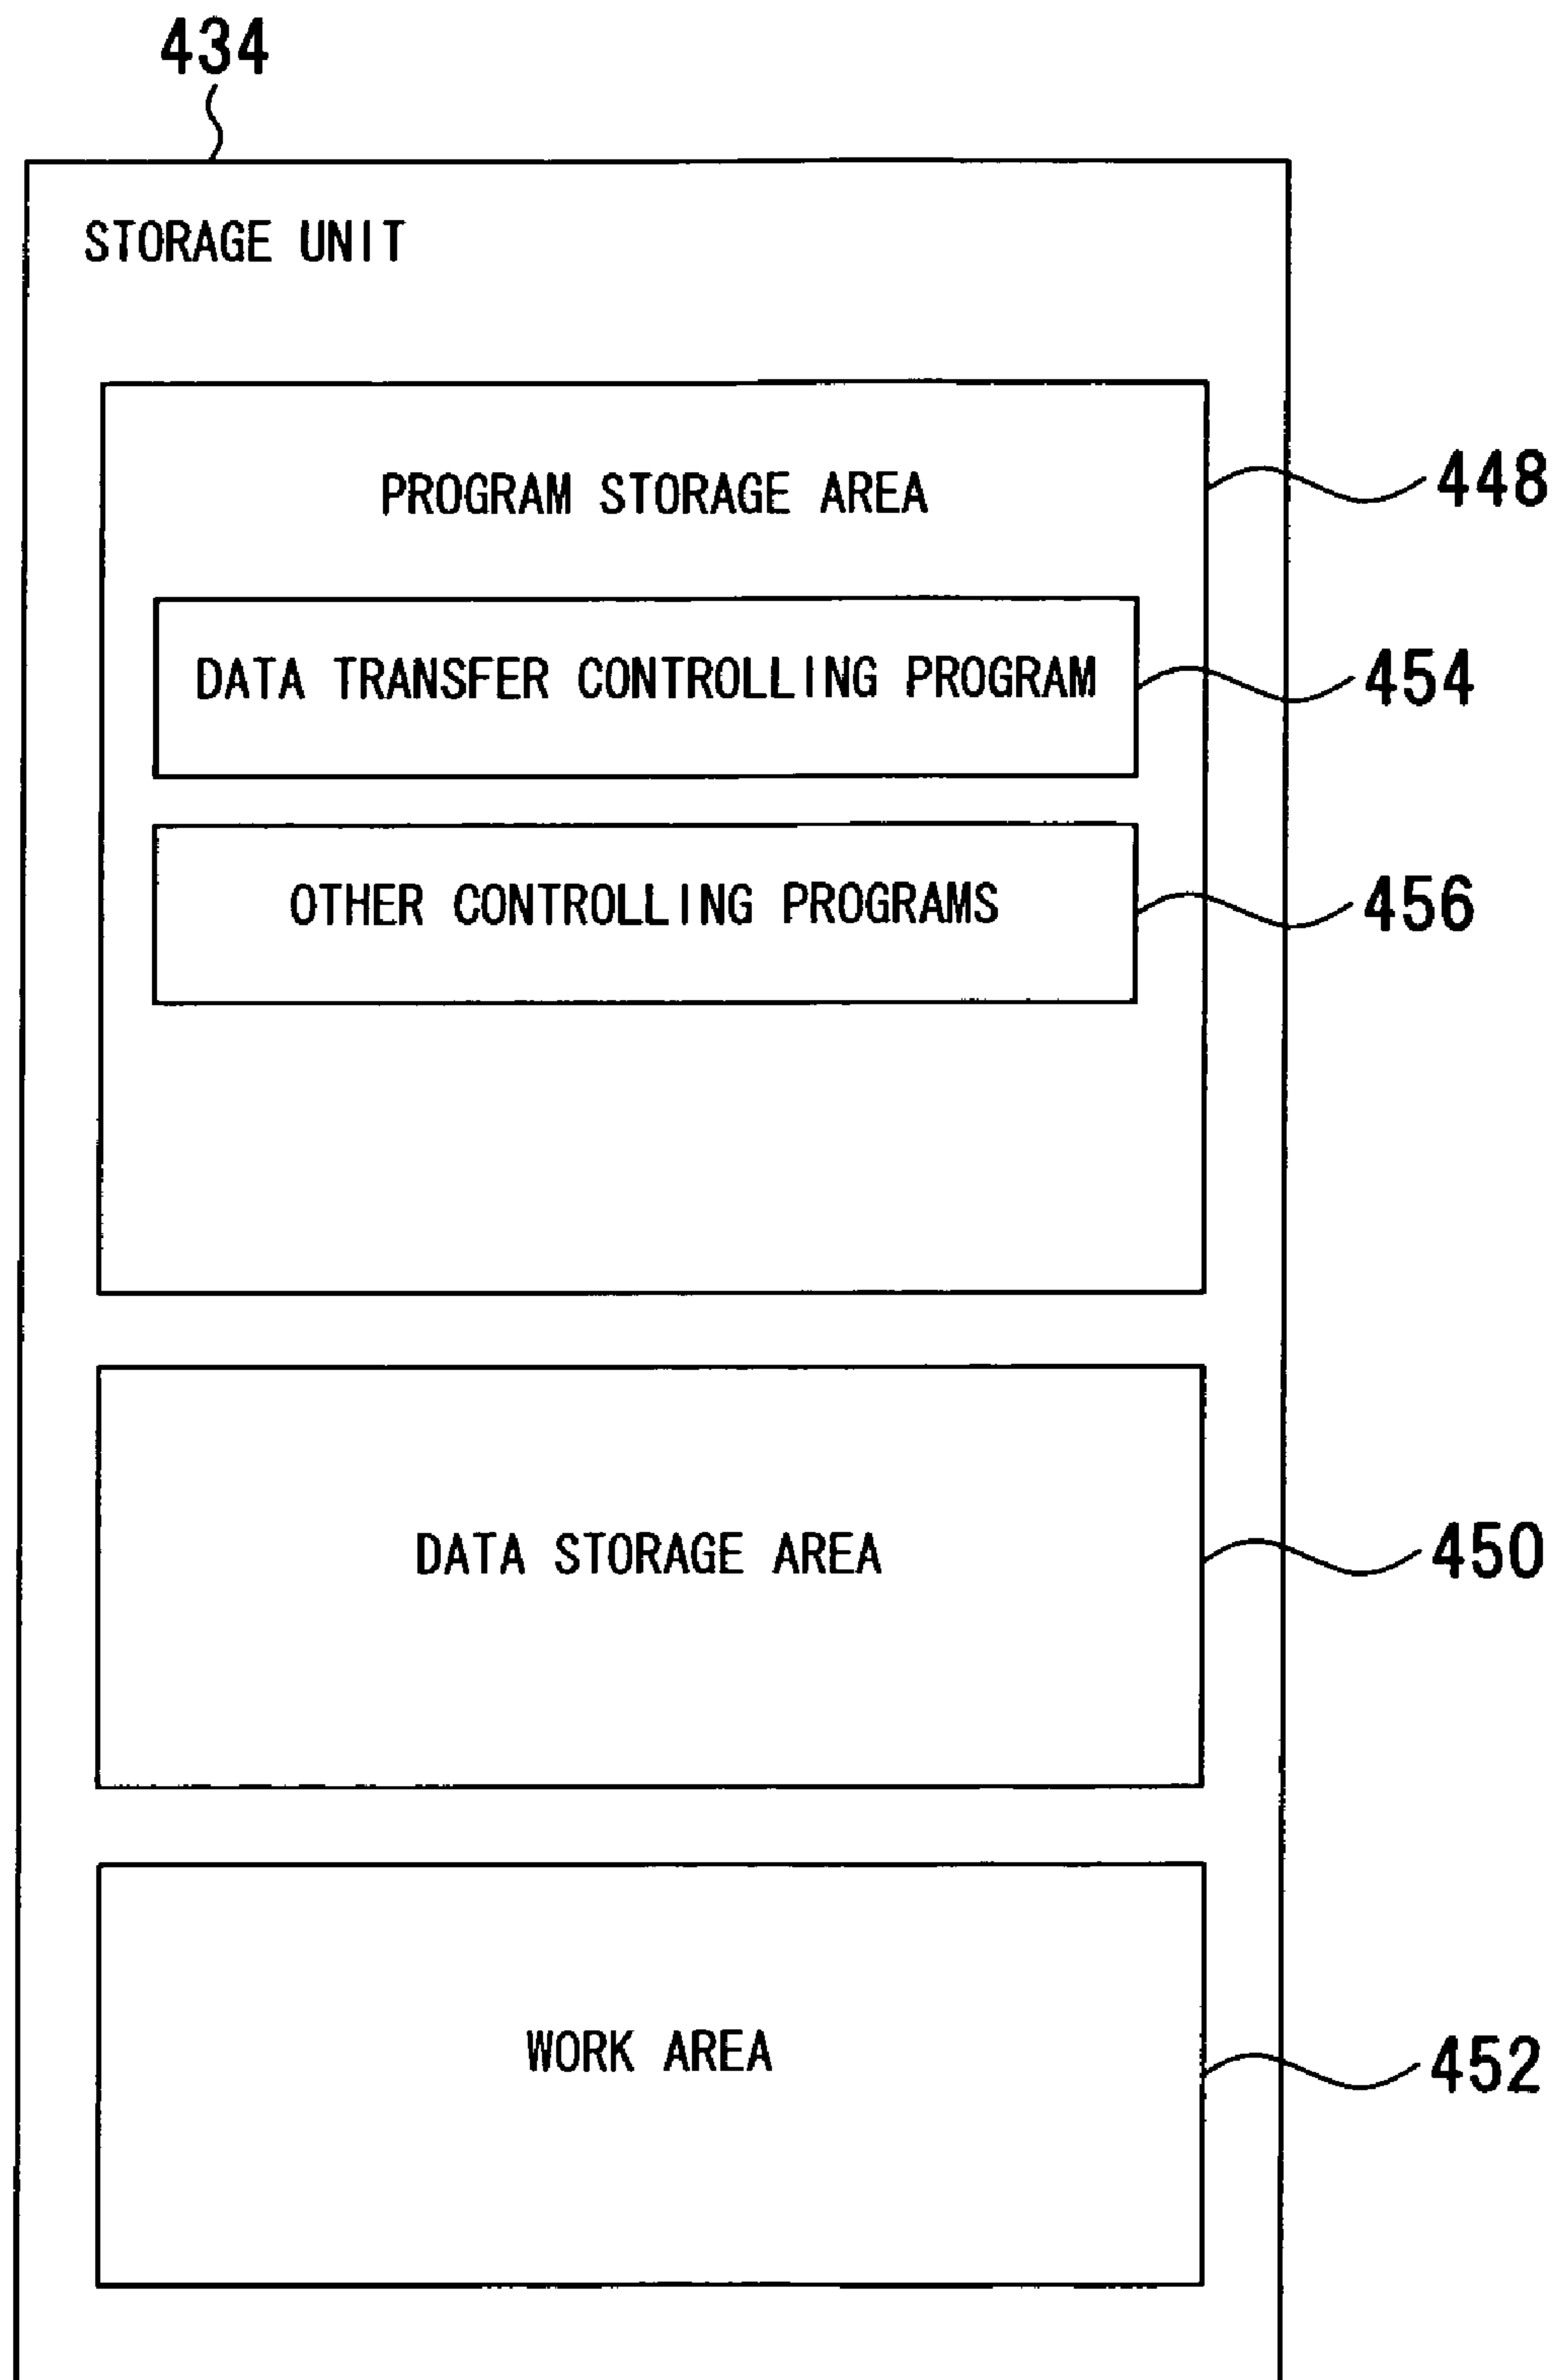 434
STORAGE UNIT
PROGRAM STORAGE AREA
448
DATA TRANSFER CONTROLLING PROGRAM
454
OTHER CONTROLLING PROGRAMS
456
DATA STORAGE AREA
450
WORK AREA
452